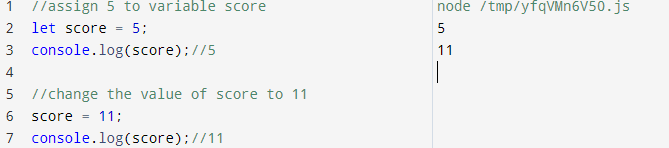 1 //assign 5 to variable score
2 let score = 5;
3 console.log(score);//5
4
5 //change the value of score to 11
6 score = 11;
7 console.log(score);//11
node /tmp/yfqVMn6V5O.js
5
11